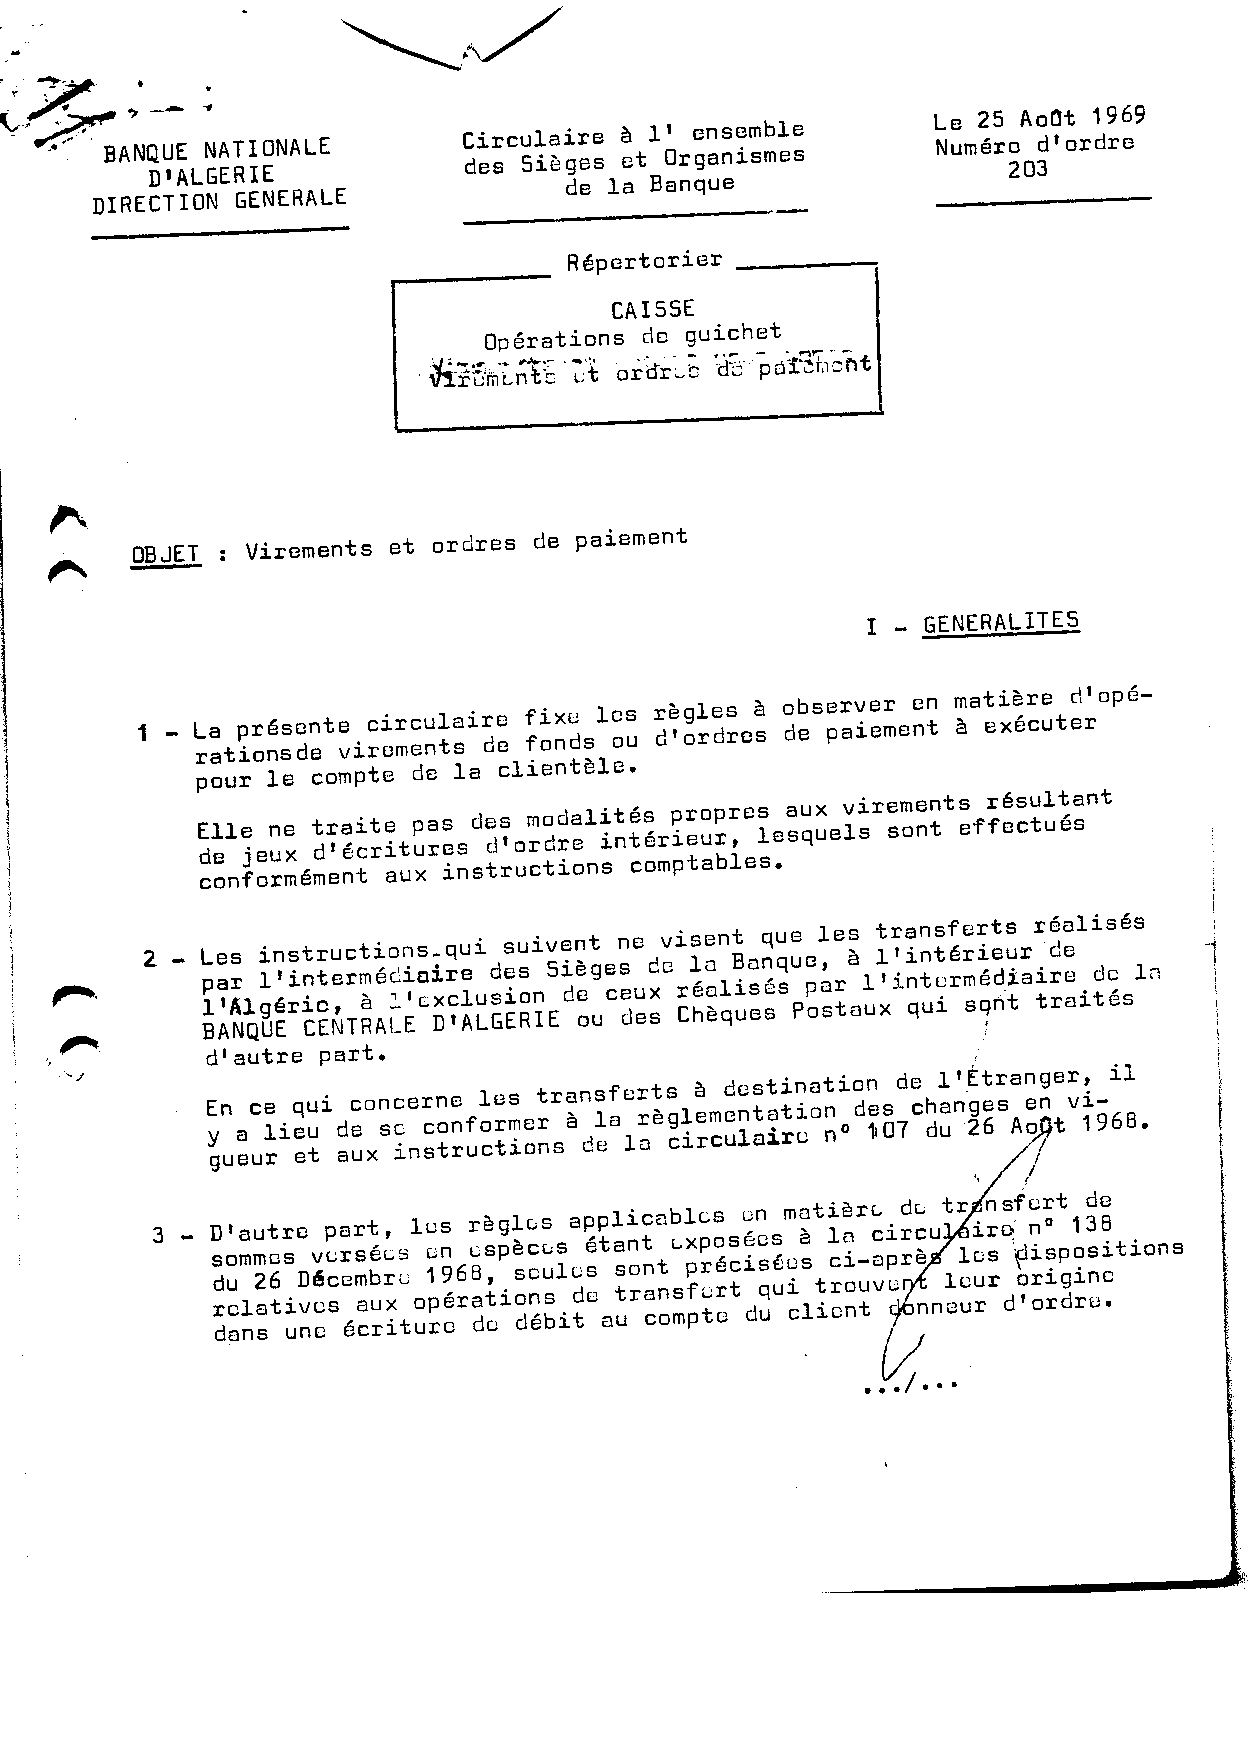 BANQUE NATIONALE
D'ALGERIE
DIRECTION GENERALE
Circulaire à l' ensemble
des Sièges et Organismes
de la Banque
Le 25 Août 1969
Numéro d'ordre
203
Répertorier
CAISSE
Opérations de guichet
Virements et ordres de paiement
OBJET : Virements et ordres de paiement
I - GENERALITES
1 - La présente circulaire fixe les règles à observer en matière d'opé-
rationsde virements de fonds ou d'ordres de paiement à exécuter
pour le compte de la clientèle.
Elle ne traite pas des modalités propres aux virements résultant
de jeux d'écritures d'ordre intérieur, lesquels sont effectués
conformément aux instructions comptables.
2 - Les instructions qui suivent ne visent que les transferts réalisés
par l'intermédiaire des Sièges de la Banque, à l'intérieur de
l'Algérie, à l'exclusion de ceux réalisés par l'intermédiaire de la
BANQUE CENTRALE D'ALGERIE ou des Chèques Postaux qui sont traités
d'autre part.
En ce qui concerne les transferts à destination de l'Étranger, il
y a lieu de se conformer à la règlementation des changes en vi-
gueur et aux instructions de la circulaire n° 107 du 26 Août 1968.
3 - D'autre part, les règles applicables en matière de transfert de
sommes versées en espèces étant exposées à la circulaire n° 138
du 26 Décembre 1968, seules sont précisées ci-après les dispositions
relatives aux opérations de transfert qui trouvent leur origine
dans une écriture de débit au compte du client donneur d'ordre.
.../...